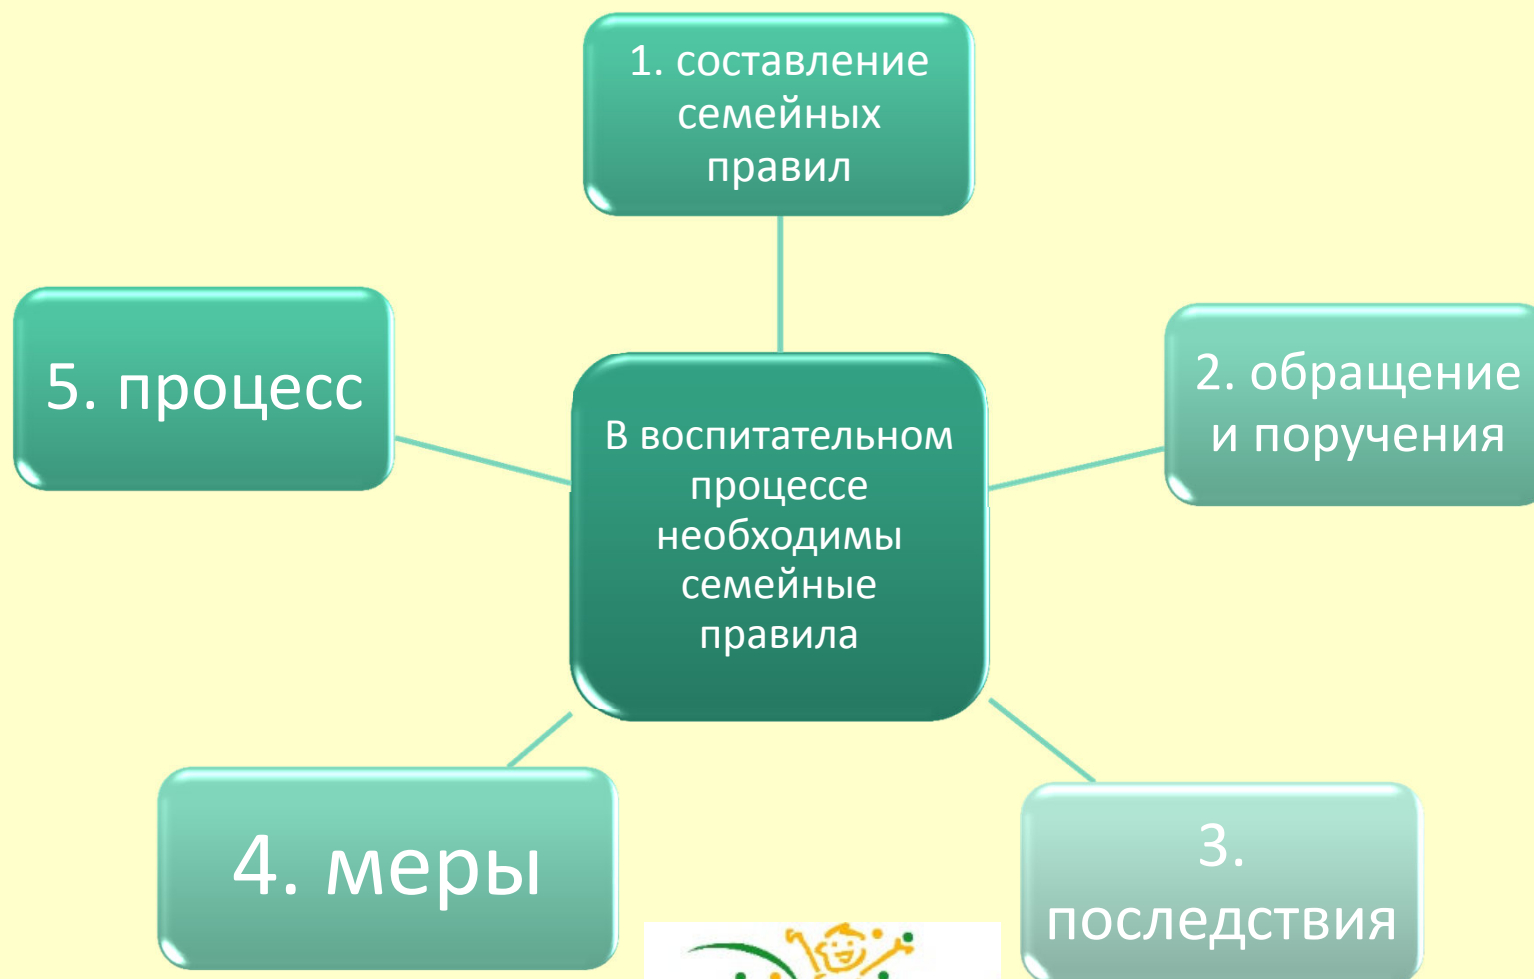 1. составление
семейных
правил
2. обращение
и поручения
3.
последствия
4. меры
5. процесс
В воспитательном
процессе
необходимы
семейные
правила